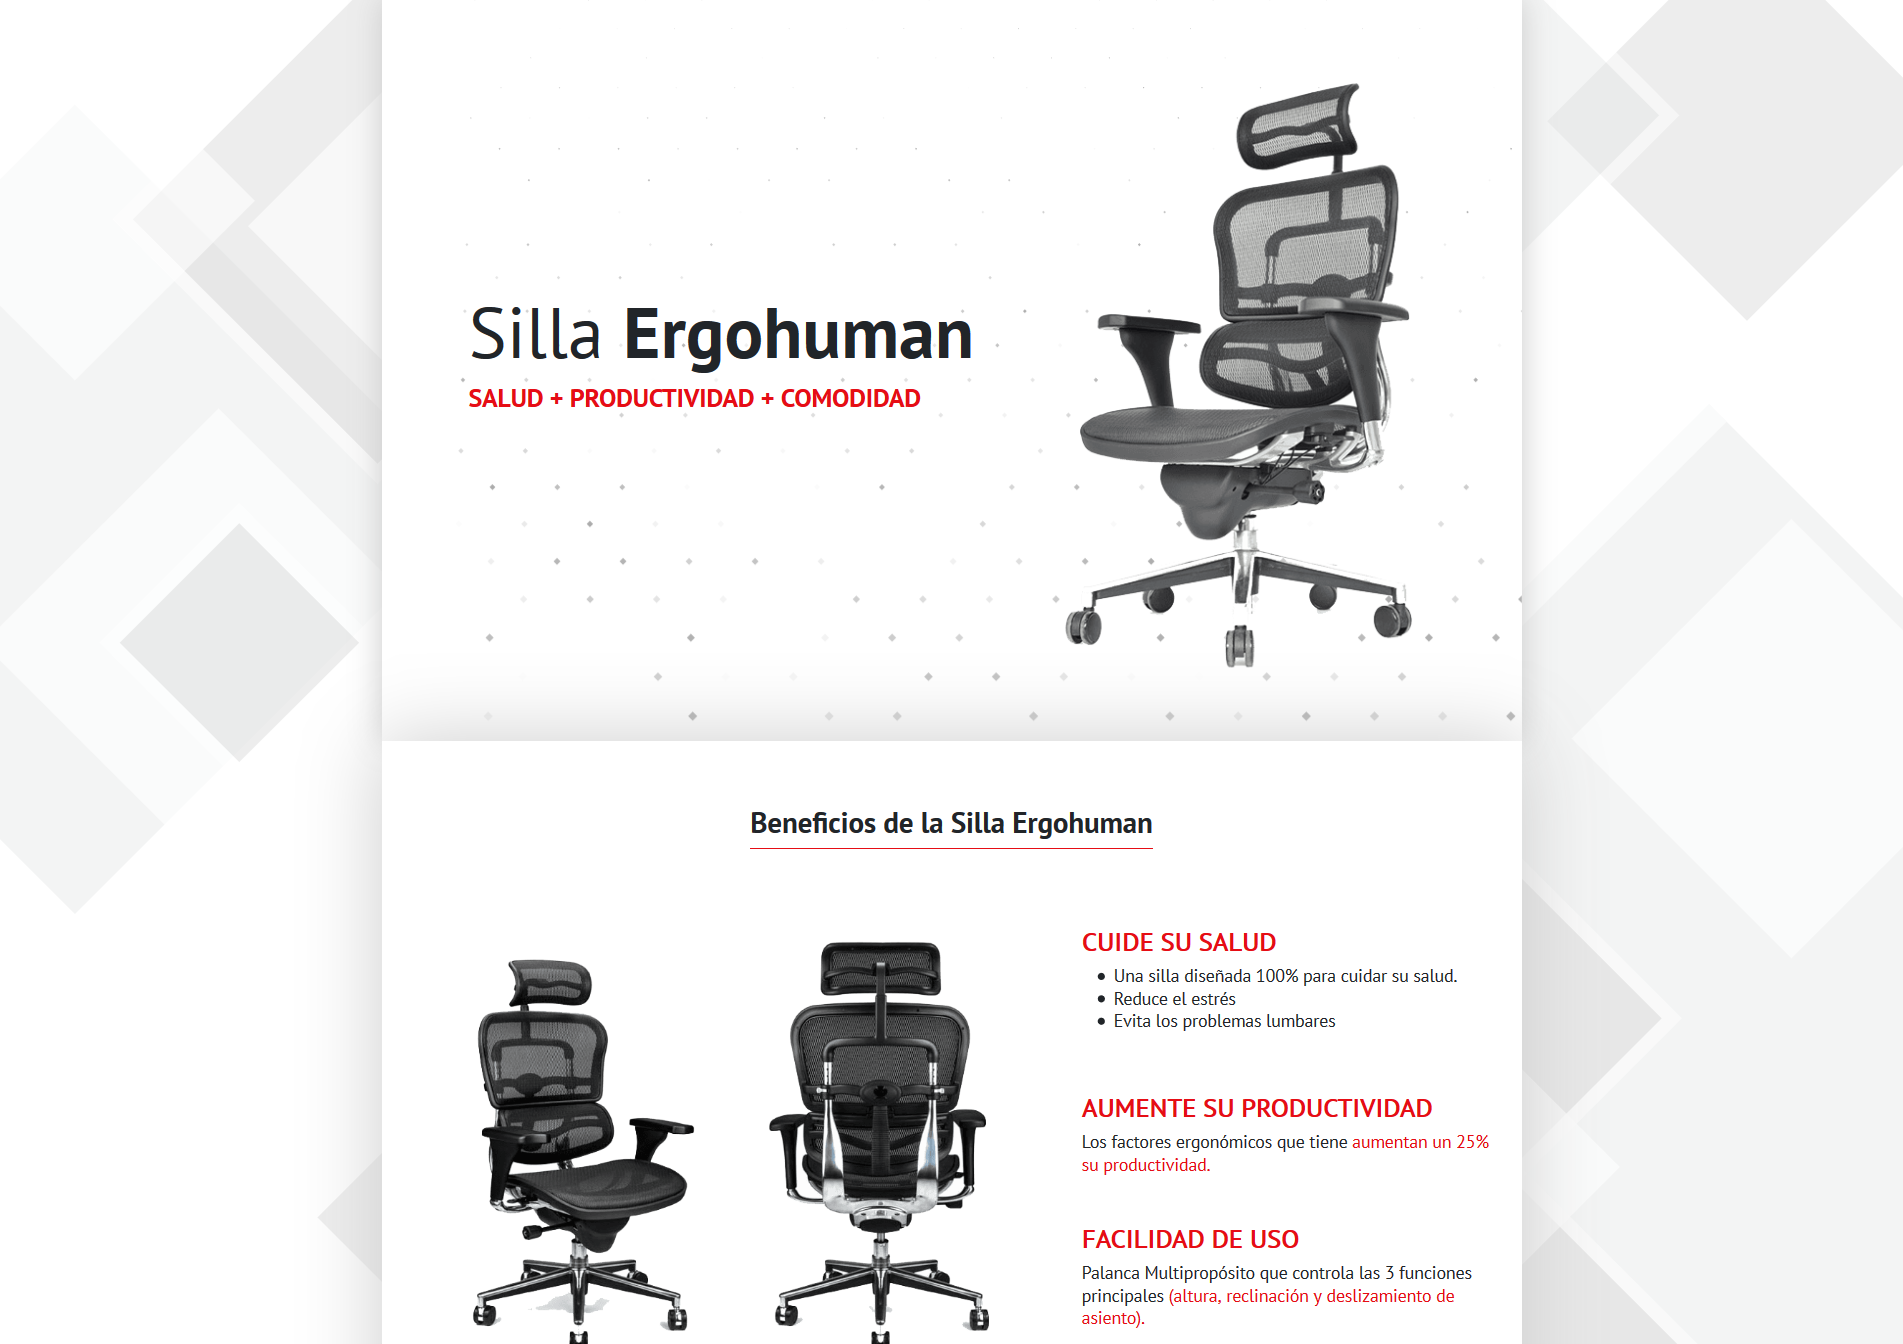 Silla Ergohuman
SALUD + PRODUCTIVIDAD + COMODIDAD
Beneficios de la Silla Ergohuman
CUIDE SU SALUD
• Una silla diseñada 100% para cuidar su salud.
• Reduce el estrés
• Evita los problemas lumbares
AUMENTE SU PRODUCTIVIDAD
Los factores ergonómicos que tiene aumentan un 25%
su productividad.
FACILIDAD DE USO
Palanca Multipropósito que controla las 3 funciones
principales (altura, reclinación y deslizamiento de
asiento).